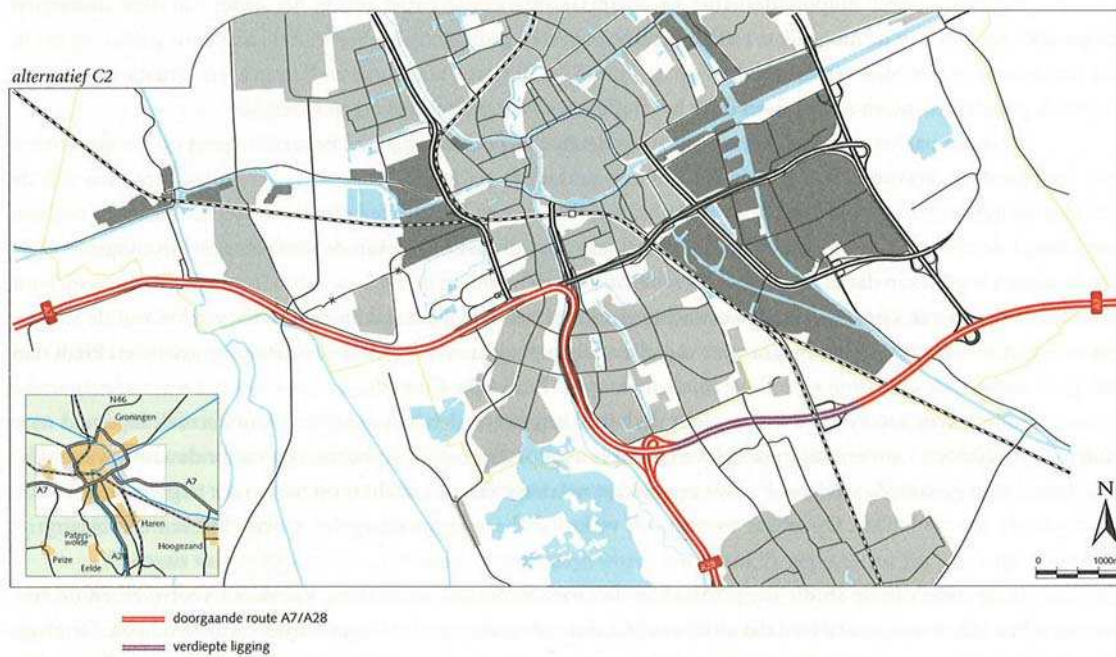 alternatief C2
N46
Groningen
A7
A7
Haren
Paters-
wolde
Hoogezand
A28
Peize
Eelde
N
0 1000m
doorgaande route A7/A28
verdiepte ligging